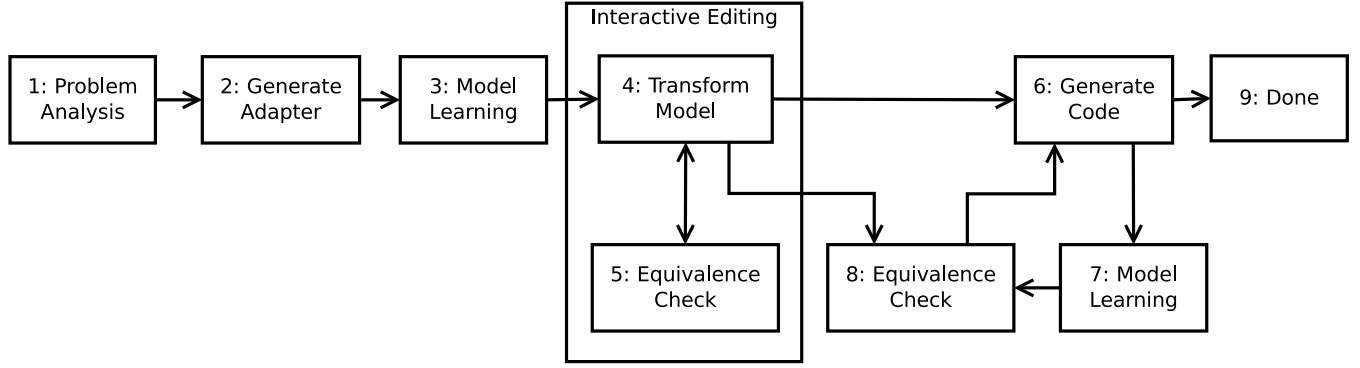 Interactive Editing
1: Problem
Analysis
2: Generate
Adapter
3: Model
Learning
4: Transform
Model
6: Generate
Code
9: Done
5: Equivalence
Check
8: Equivalence
Check
7: Model
Learning